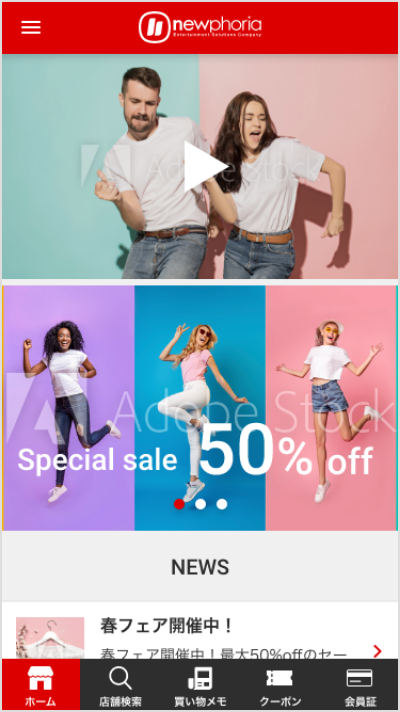 newphoria
Entertainment Solutions Company
Adobe Stock
Adobe Stock
Special sale 50% off
NEWS
春フェア開催中！
春フェア開催中！最大50%offのセー
ホーム
店舗検索
買い物メモ
クーポン
会員証